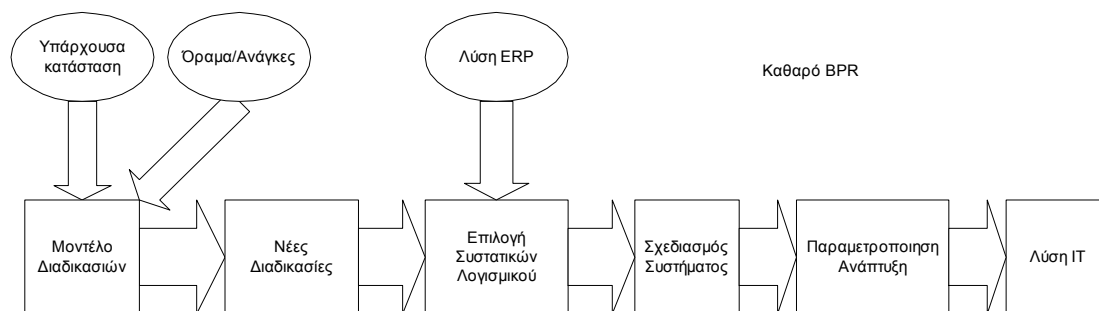 Υπάρχουσα
κατάσταση
Όραμα/Ανάγκες
Λύση ERP
Καθαρό BPR
Μοντέλο
Διαδικασιών
Νέες
Διαδικασίες
Επιλογή
Συστατικών
Λογισμικού
Σχεδιασμός
Συστήματος
Παραμετροποιηση
Ανάπτυξη
Λύση IT